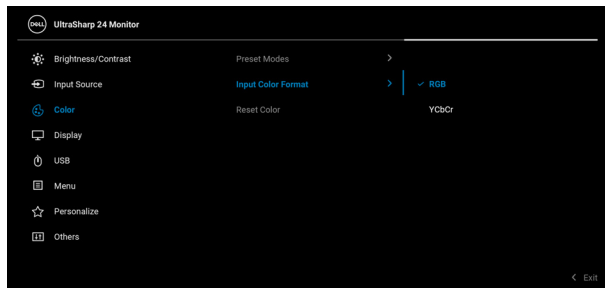 DELL UltraSharp 24 Monitor
Brightness/Contrast Preset Modes >
Input Source Input Color Format > ✓ RGB
Color Reset Color YCbCr
Display
USB
Menu
Personalize
Others
< Exit